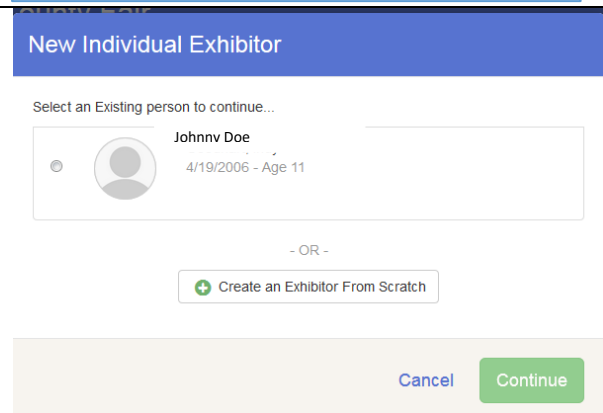 New Individual Exhibitor
Select an Existing person to continue...
Johnny Doe
4/19/2006 - Age 11
- OR -
Create an Exhibitor From Scratch
Cancel
Continue